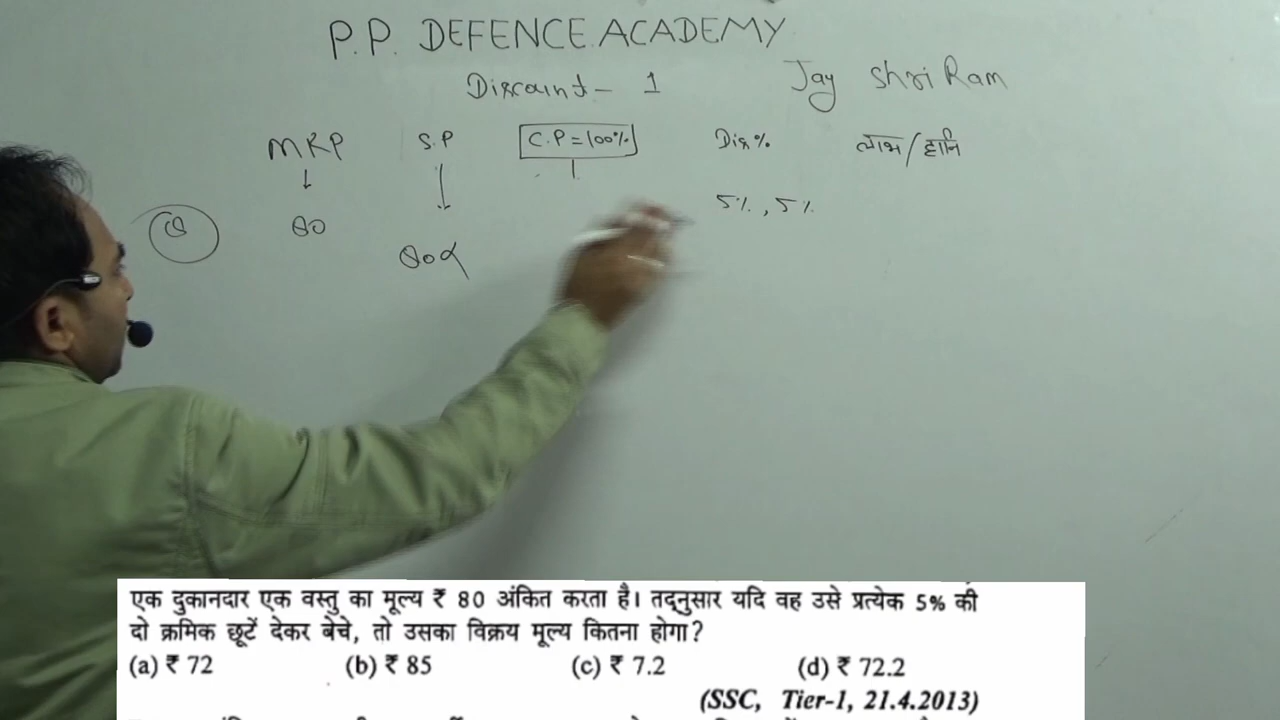 P.P. DEFENCE ACADEMY
Discount - 1 Jay Shri Ram
MRP S.P C.P = 100% Dis% लाभ/हानि
5%, 5%
80
80×
एक दुकानदार एक वस्तु का मूल्य ₹ 80 अंकित करता है। तद्नुसार यदि वह उसे प्रत्येक 5% की
दो क्रमिक छूटें देकर बेचे, तो उसका विक्रय मूल्य कितना होगा?
(a) ₹ 72 (b) ₹ 85 (c) ₹ 7.2 (d) ₹ 72.2
(SSC, Tier-1, 21.4.2013)